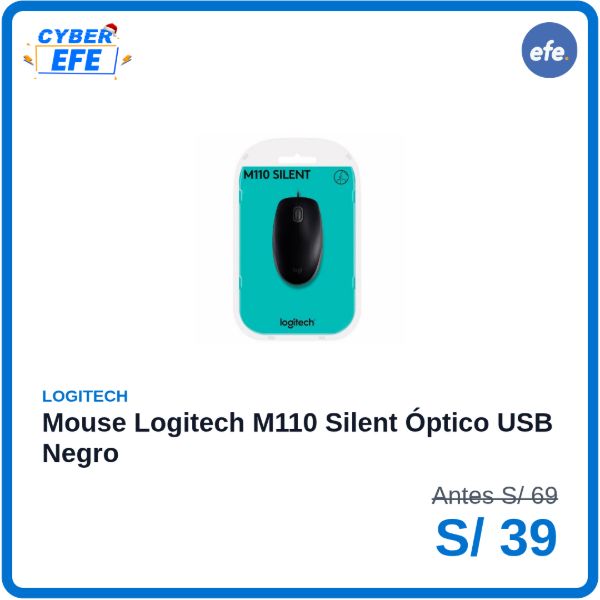 CYBER
EFE
efe.
M110 SILENT
logitech
LOGITECH
Mouse Logitech M110 Silent Óptico USB
Negro
Antes S/ 69
S/ 39